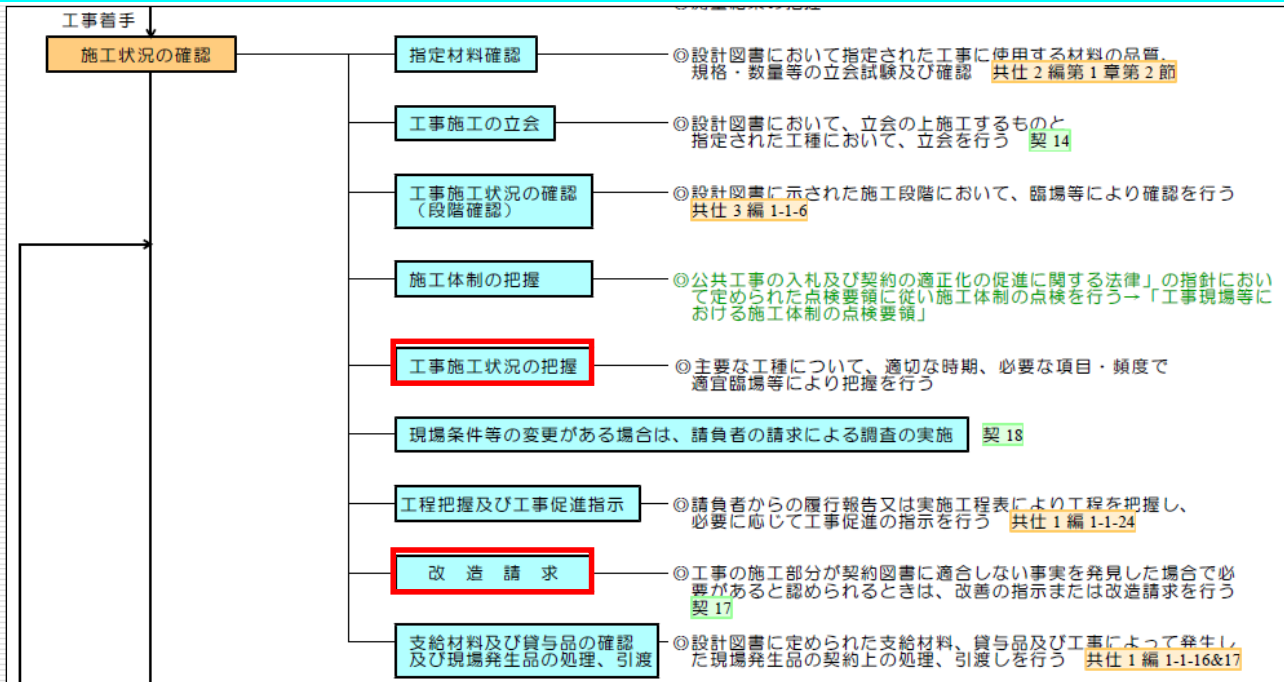 工事着手
施工状況の確認
指定材料確認
◎設計図書において指定された工事に使用する材料の品質、
規格・数量等の立会試験及び確認 共仕 2 編第 1 章第 2 節
工事施工の立会
◎設計図書において、立会の上施工するものと
指定された工種において、立会を行う 契 14
工事施工状況の確認
（段階確認）
◎設計図書に示された施工段階において、臨場等により確認を行う
共仕 3 編 1-1-6
施工体制の把握
◎公共工事の入札及び契約の適正化の促進に関する法律」の指針におい
て定められた点検要領に従い施工体制の点検を行う→「工事現場等に
おける施工体制の点検要領」
工事施工状況の把握
◎主要な工種について、適切な時期、必要な項目・頻度で
適宜臨場等により把握を行う
現場条件等の変更がある場合は、請負者の請求による調査の実施 契 18
工程把握及び工事促進指示
◎請負者からの履行報告又は実施工程表により工程を把握し、
必要に応じて工事促進の指示を行う 共仕 1 編 1-1-24
改 造 請 求
◎工事の施工部分が契約図書に適合しない事実を発見した場合で必
要があると認められるときは、改善の指示または改造請求を行う
契 17
支給材料及び貸与品の確認
及び現場発生品の処理、引渡
◎設計図書に定められた支給材料、貸与品及び工事によって発生し
た現場発生品の契約上の処理、引渡しを行う 共仕 1 編 1-1-16&17